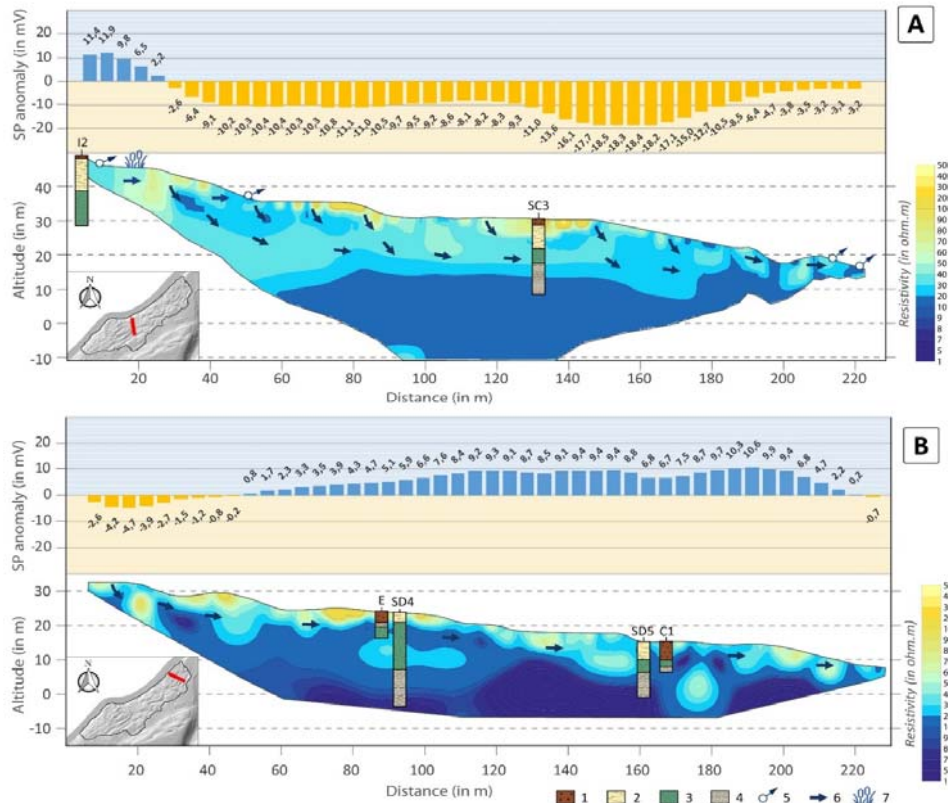 A
SP anomaly (in mV)
20
10
0
-10
-20
11,4 11,9 9,8 6,5 2,2
-2,6 -6,4 -9,1 -10,2 -10,3 -10,4 -10,4 -10,3 -10,3 -10,8 -11,1 -11,0 -10,5 -9,7 -9,5 -9,2 -8,6 -8,1 -8,2 -8,3 -9,3 -11,0 -13,6 -16,1 -17,7 -18,5 -18,3 -18,4 -18,2 -17,1 -15,0 -12,7 -10,5 -8,5 -6,4 -4,7 -3,8 -3,5 -3,2 -3,1 -3,2
I2
SC3
Altitude (in m)
40
30
20
10
0
-10
N
Resistivity (in ohm.m)
20 40 60 80 100 120 140 160 180 200 220
Distance (in m)
B
SP anomaly (in mV)
20
10
0
-10
-20
0,8 1,7 2,3 3,3 3,5 3,9 4,3 4,7 5,1 5,9 6,6 7,6 8,4 9,2 9,3 9,1 8,7 8,5 9,1 9,4 9,4 9,4 8,8 6,8 6,7 7,5 8,7 9,7 10,3 10,6 9,9 9,4 6,8 4,7 2,2 0,2
-2,6 -4,2 -4,7 -3,9 -2,7 -1,5 -1,2 -0,8 -0,2 -0,7
E SD4
SD5 C1
Altitude (in m)
30
20
10
0
-10
N
Resistivity (in ohm.m)
20 40 60 80 100 120 140 160 180 200 220
Distance (in m)
1 2 3 4 5 6 7